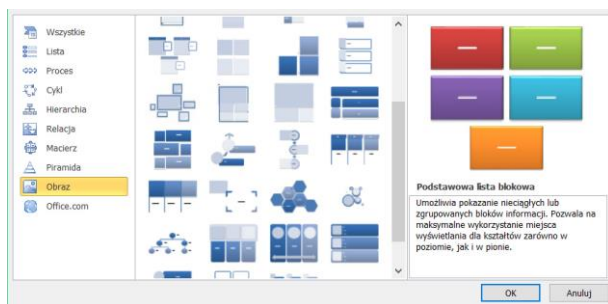 Wszystkie
Lista
Proces
Cykl
Hierarchia
Relacja
Macierz
Piramida
Obraz
Office.com
Podstawowa lista blokowa
Umożliwia pokazanie nieciągłych lub
zgrupowanych bloków informacji. Pozwala na
maksymalne wykorzystanie miejsca
wyświetlania dla kształtów zarówno w
poziomie, jak i w pionie.
OK
Anuluj